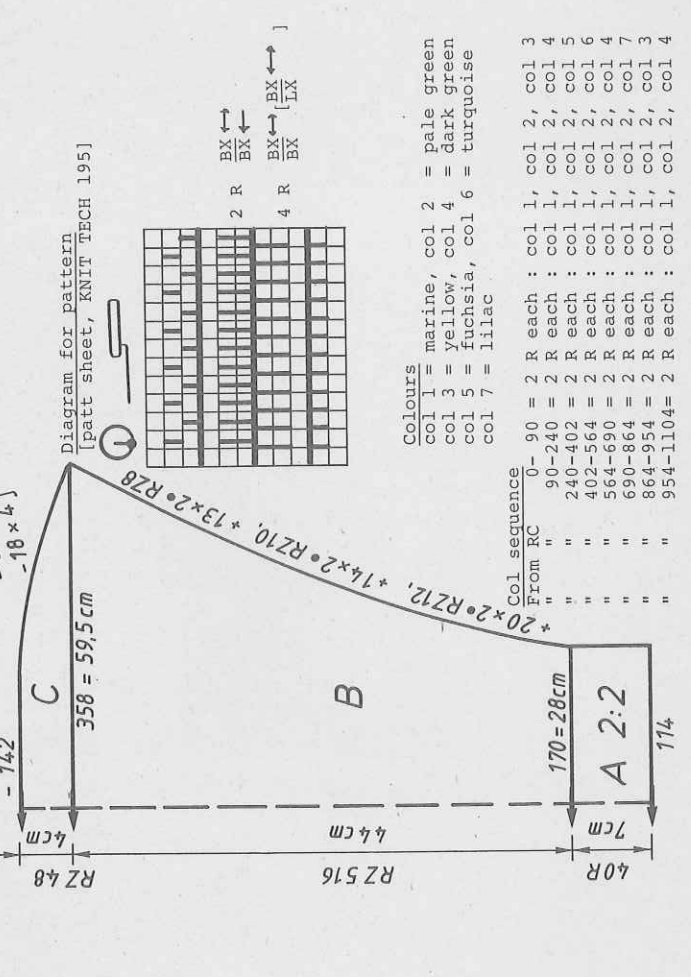 Diagram for pattern
[patt sheet, KNIT TECH 195]
2 R BX↔
BX←
4 R BX↔ [BX↔]
BX LX
Colours
col 1 = marine, col 2 = pale green
col 3 = yellow, col 4 = dark green
col 5 = fuchsia, col 6 = turquoise
col 7 = lilac
Col sequence
From RC 0- 90 = 2 R each : col 1, col 2, col 3
" " 90-240 = 2 R each : col 1, col 2, col 4
" " 240-402 = 2 R each : col 1, col 2, col 5
" " 402-564 = 2 R each : col 1, col 2, col 6
" " 564-690 = 2 R each : col 1, col 2, col 4
" " 690-864 = 2 R each : col 1, col 2, col 7
" " 864-954 = 2 R each : col 1, col 2, col 3
" " 954-1104= 2 R each : col 1, col 2, col 4
- 142
-18×4]
C
358 = 59,5cm
+20×2•RZ12, +14×2•RZ10, +13×2•RZ8
B
170=28cm
A 2:2
114
4cm
44cm
7cm
RZ 48
RZ 516
40R